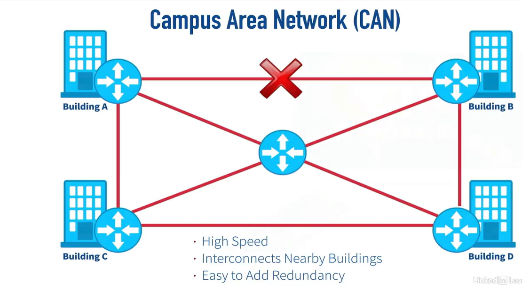 Campus Area Network (CAN)
Building A
Building B
Building C
Building D
· High Speed
· Interconnects Nearby Buildings
· Easy to Add Redundancy